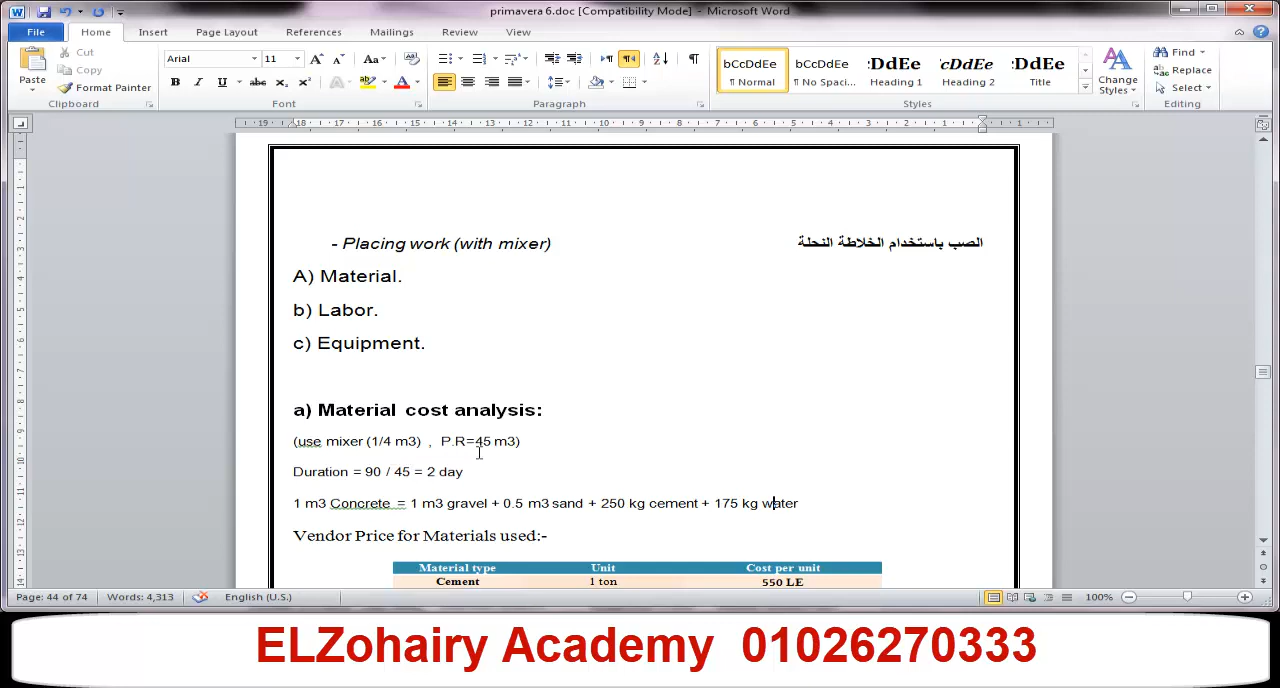 primavera 6.doc [Compatibility Mode] - Microsoft Word
File Home Insert Page Layout References Mailings Review View
Cut
Copy
Format Painter
Paste
Clipboard
Arial 11
Font
Paragraph
bCcDdEe bCcDdEe :DdEe cDdEe :DdEe
¶ Normal ¶ No Spaci... Heading 1 Heading 2 Title
Styles
Change Styles
Find
Replace
Select
Editing
- Placing work (with mixer) الصب باستخدام الخلاطة النحلة
A) Material.
b) Labor.
c) Equipment.
a) Material cost analysis:
(use mixer (1/4 m3) , P.R=45 m3)
Duration = 90 / 45 = 2 day
1 m3 Concrete = 1 m3 gravel + 0.5 m3 sand + 250 kg cement + 175 kg water
Vendor Price for Materials used:-
Material type Unit Cost per unit
Cement 1 ton 550 LE
Page: 44 of 74 Words: 4,313 English (U.S.) 100%
ELZohairy Academy 01026270333